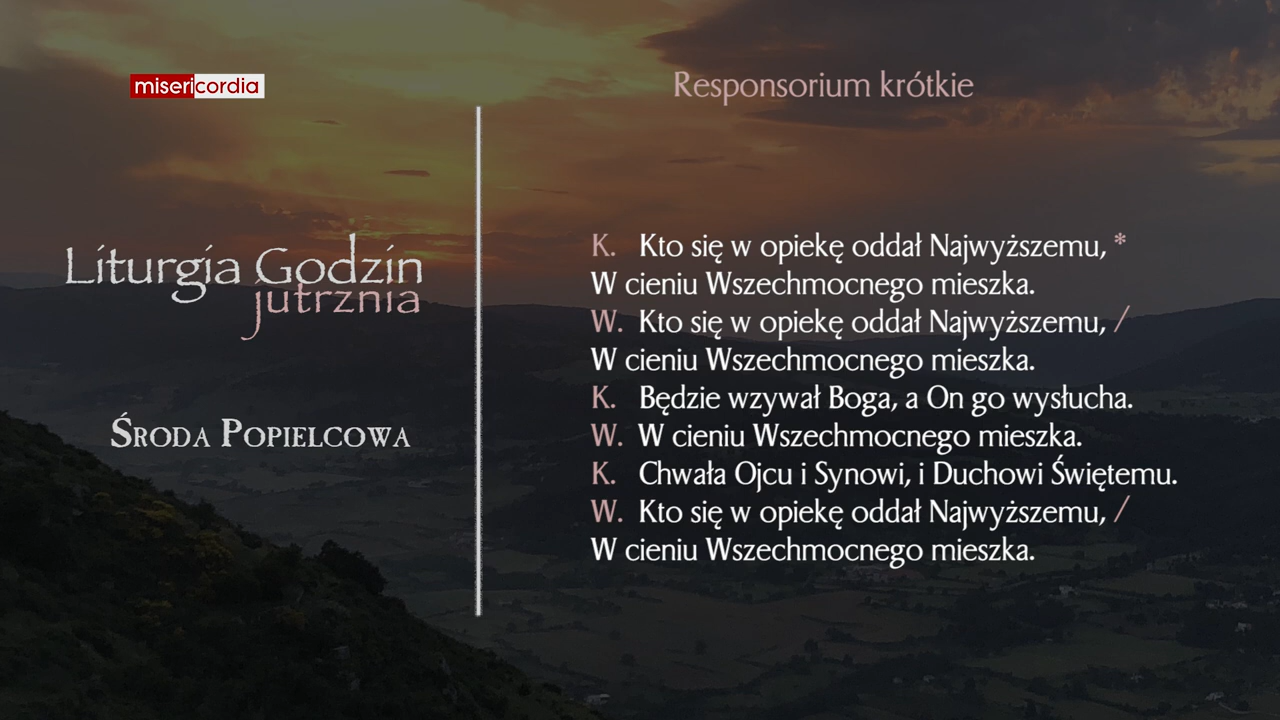 misericordia
Liturgia Godzin
jutrznia
Środa Popielcowa
Responsorium krótkie
K. Kto się w opiekę oddał Najwyższemu, *
W cieniu Wszechmocnego mieszka.
W. Kto się w opiekę oddał Najwyższemu, /
W cieniu Wszechmocnego mieszka.
K. Będzie wzywał Boga, a On go wysłucha.
W. W cieniu Wszechmocnego mieszka.
K. Chwała Ojcu i Synowi, i Duchowi Świętemu.
W. Kto się w opiekę oddał Najwyższemu, /
W cieniu Wszechmocnego mieszka.